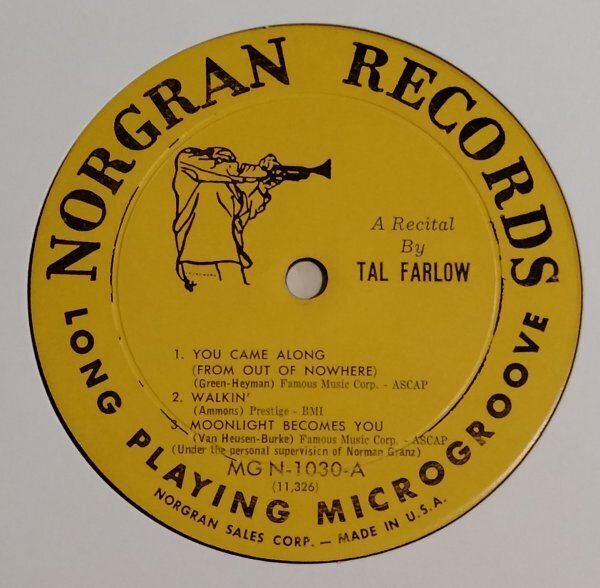 NORGRAN RECORDS
A Recital
By
TAL FARLOW
1. YOU CAME ALONG
(FROM OUT OF NOWHERE)
(Green-Heyman) Famous Music Corp. - ASCAP
2. WALKIN'
(Ammons) Prestige - BMI
3. MOONLIGHT BECOMES YOU
(Van Heusen-Burke) Famous Music Corp. - ASCAP
(Under the personal supervision of Norman Granz)
MG N-1030-A
(11,326)
LONG PLAYING MICROGROOVE
NORGRAN SALES CORP. — MADE IN U.S.A.